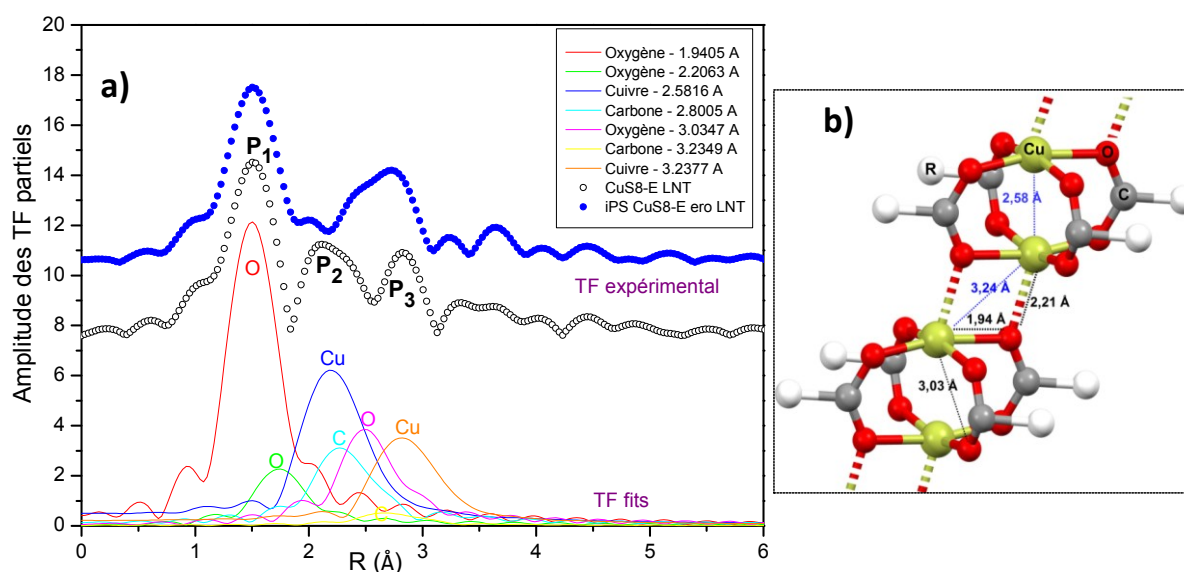 a)
Amplitude des TF partiels
20
18
16
14
12
10
8
6
4
2
0
P1
P2
P3
O
O
Cu
C
O
Cu
C
Oxygène - 1.9405 A
Oxygène - 2.2063 A
Cuivre - 2.5816 A
Carbone - 2.8005 A
Oxygène - 3.0347 A
Carbone - 3.2349 A
Cuivre - 3.2377 A
CuS8-E LNT
iPS CuS8-E ero LNT
TF expérimental
TF fits
0 1 2 3 4 5 6
R (Å)
b)
Cu
O
R
C
2,58 Å
3,24 Å
2,21 Å
1,94 Å
3,03 Å